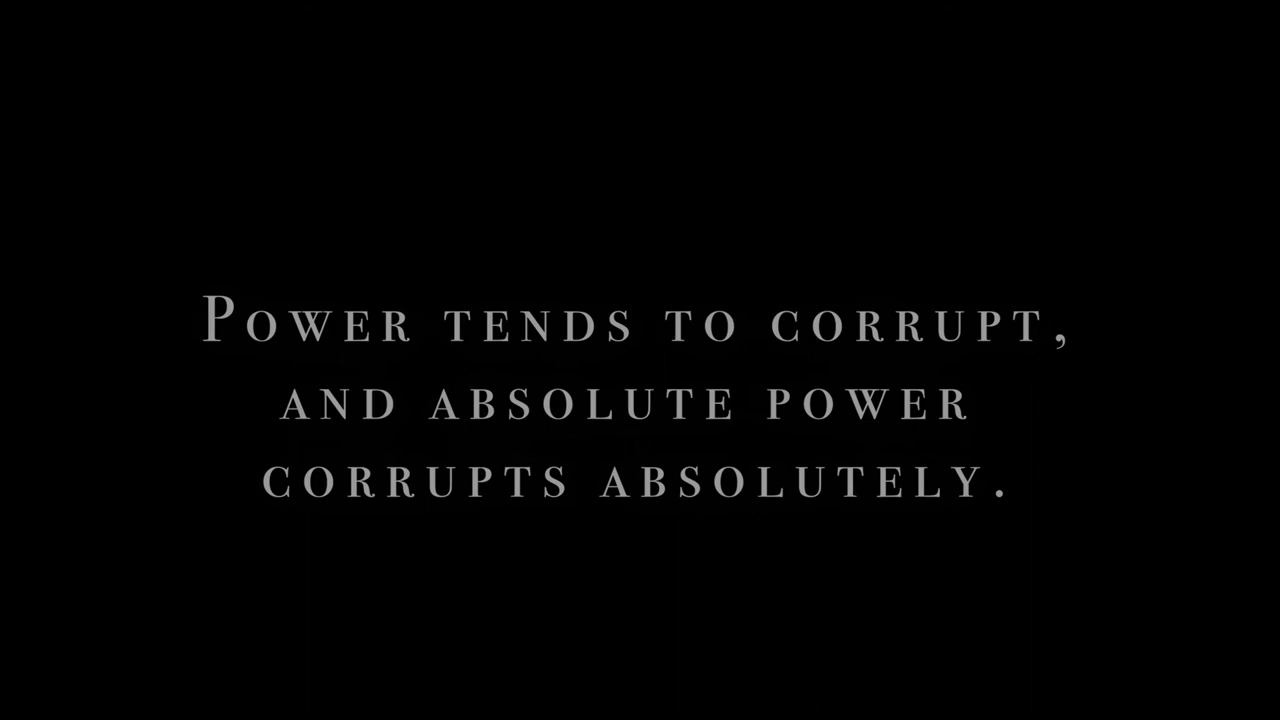 Power tends to corrupt,
and absolute power
corrupts absolutely.